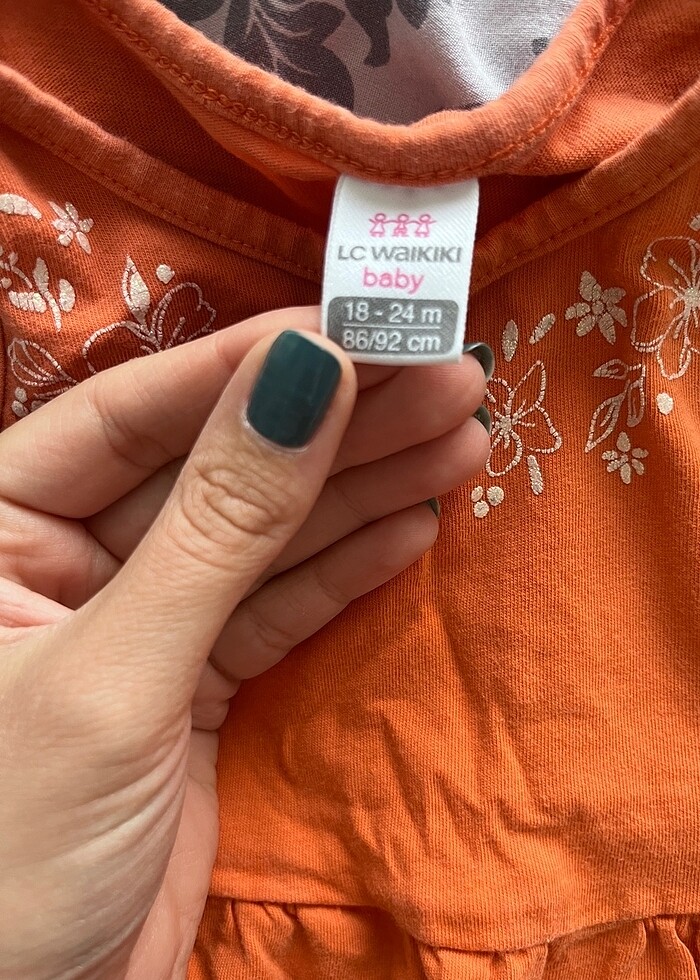 LC WAIKIKI
baby
18 - 24 m
86/92 cm